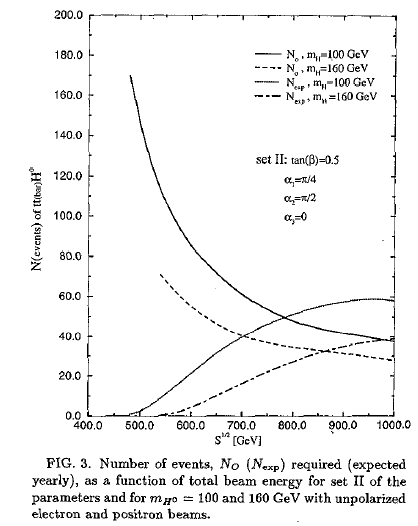 200.0
180.0
160.0
140.0
120.0
100.0
80.0
60.0
40.0
20.0
0.0
N(events) of tt(bar)H⁰
400.0 500.0 600.0 700.0 800.0 900.0 1000.0
S^1/2 [GeV]
N_o , m_H=100 GeV
N_o , m_H=160 GeV
N_exp , m_H=100 GeV
N_exp , m_H=160 GeV
set II: tan(β)=0.5
α_1=π/4
α_2=π/2
α_3=0
FIG. 3. Number of events, N_O (N_exp) required (expected
yearly), as a function of total beam energy for set II of the
parameters and for m_H⁰ = 100 and 160 GeV with unpolarized
electron and positron beams.